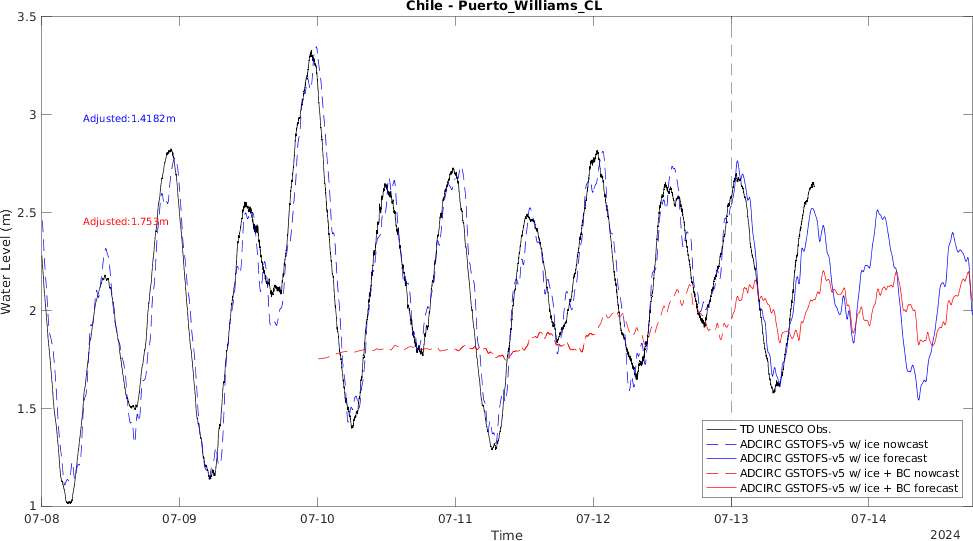 Chile - Puerto_Williams_CL
3.5
3
2.5
2
1.5
1
Water Level (m)
Adjusted:1.4182m
Adjusted:1.753m
TD UNESCO Obs.
ADCIRC GSTOFS-v5 w/ ice nowcast
ADCIRC GSTOFS-v5 w/ ice forecast
ADCIRC GSTOFS-v5 w/ ice + BC nowcast
ADCIRC GSTOFS-v5 w/ ice + BC forecast
07-08 07-09 07-10 07-11 07-12 07-13 07-14
Time
2024